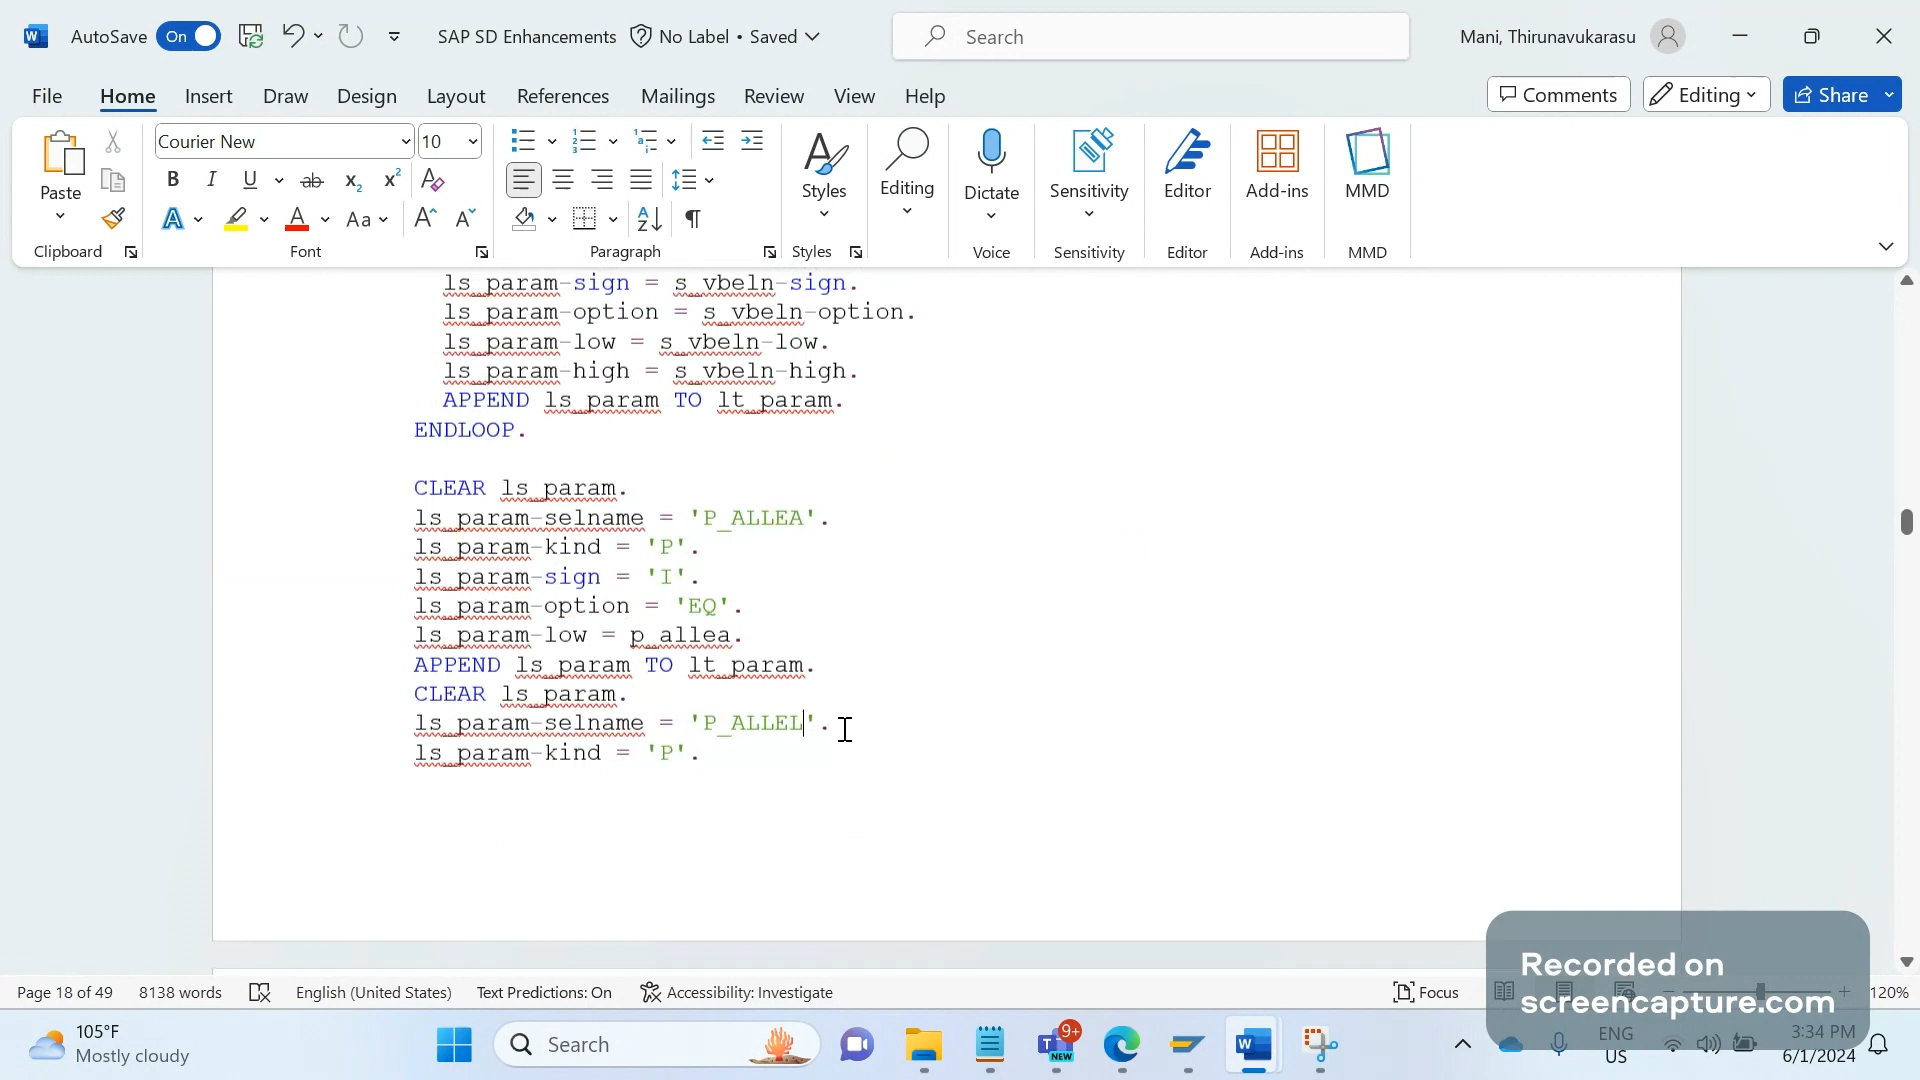 AutoSave On SAP SD Enhancements No Label • Saved Search Mani, Thirunavukarasu
File Home Insert Draw Design Layout References Mailings Review View Help Comments Editing Share
Paste Courier New 10 Styles Editing Dictate Sensitivity Editor Add-ins MMD
Clipboard Font Paragraph Styles Voice Sensitivity Editor Add-ins MMD
ls_param-sign = s_vbeln-sign.
ls_param-option = s_vbeln-option.
ls_param-low = s_vbeln-low.
ls_param-high = s_vbeln-high.
APPEND ls_param TO lt_param.
ENDLOOP.
CLEAR ls_param.
ls_param-selname = 'P_ALLEA'.
ls_param-kind = 'P'.
ls_param-sign = 'I'.
ls_param-option = 'EQ'.
ls_param-low = p_allea.
APPEND ls_param TO lt_param.
CLEAR ls_param.
ls_param-selname = 'P_ALLEL'.
ls_param-kind = 'P'.
Recorded on
screencapture.com
Page 18 of 49 8138 words English (United States) Text Predictions: On Accessibility: Investigate Focus 120%
105°F
Mostly cloudy
Search
9+
NEW
ENG
US
3:34 PM
6/1/2024